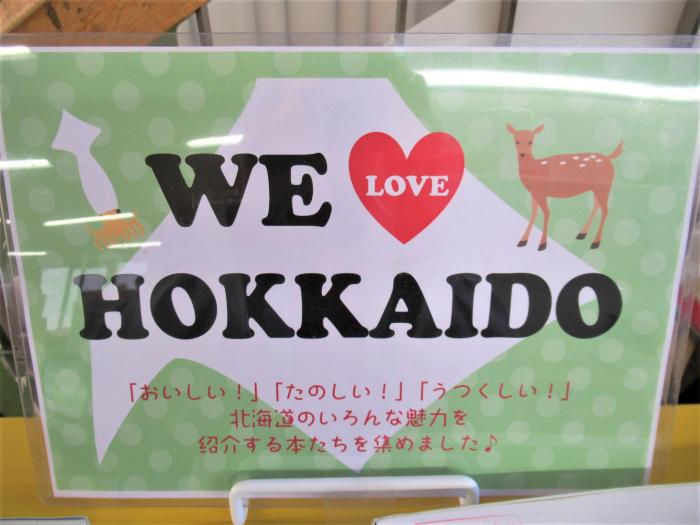 WE LOVE
HOKKAIDO
「おいしい！」「たのしい！」「うつくしい！」
北海道のいろんな魅力を
紹介する本たちを集めました♪